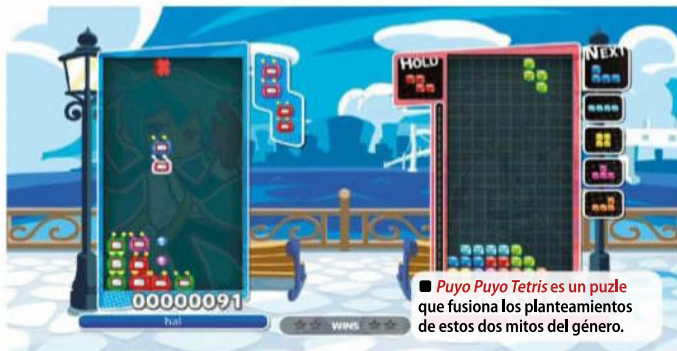 HOLD
NEXT
00000091
hal
WINS
Puyo Puyo Tetris es un puzle
que fusiona los planteamientos
de estos dos mitos del género.